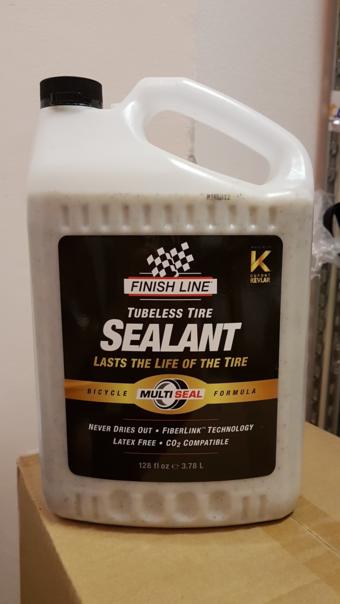 K
DUPONT
KEVLAR
FINISH LINE®
TUBELESS TIRE
SEALANT
LASTS THE LIFE OF THE TIRE
BICYCLE MULTI SEAL FORMULA
NEVER DRIES OUT • FIBERLINK™ TECHNOLOGY
LATEX FREE • CO2 COMPATIBLE
128 fl oz ℮ 3.78 L